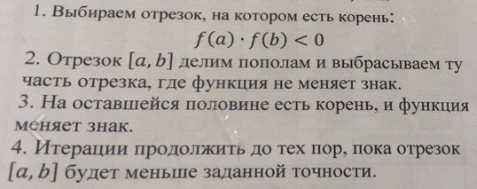 1. Выбираем отрезок, на котором есть корень:
f(a) · f(b) < 0
2. Отрезок [a, b] делим пополам и выбрасываем ту
часть отрезка, где функция не меняет знак.
3. На оставшейся половине есть корень, и функция
меняет знак.
4. Итерации продолжить до тех пор, пока отрезок
[a, b] будет меньше заданной точности.